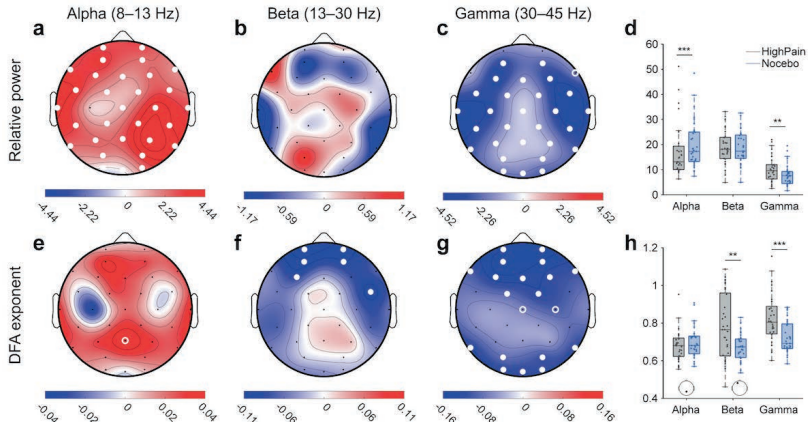 Alpha (8–13 Hz) Beta (13–30 Hz) Gamma (30–45 Hz)
a b c d
Relative power
60
50
40
30
20
10
0
HighPain
Nocebo
***
**
Alpha Beta Gamma
-4.44 -2.22 0 2.22 4.44
-1.17 -0.59 0 0.59 1.17
-4.52 -2.26 0 2.26 4.52
e f g h
DFA exponent
1.2
1
0.8
0.6
0.4
**
***
Alpha Beta Gamma
-0.04 -0.02 0 0.02 0.04
-0.11 -0.06 0 0.06 0.11
-0.16 -0.08 0 0.08 0.16